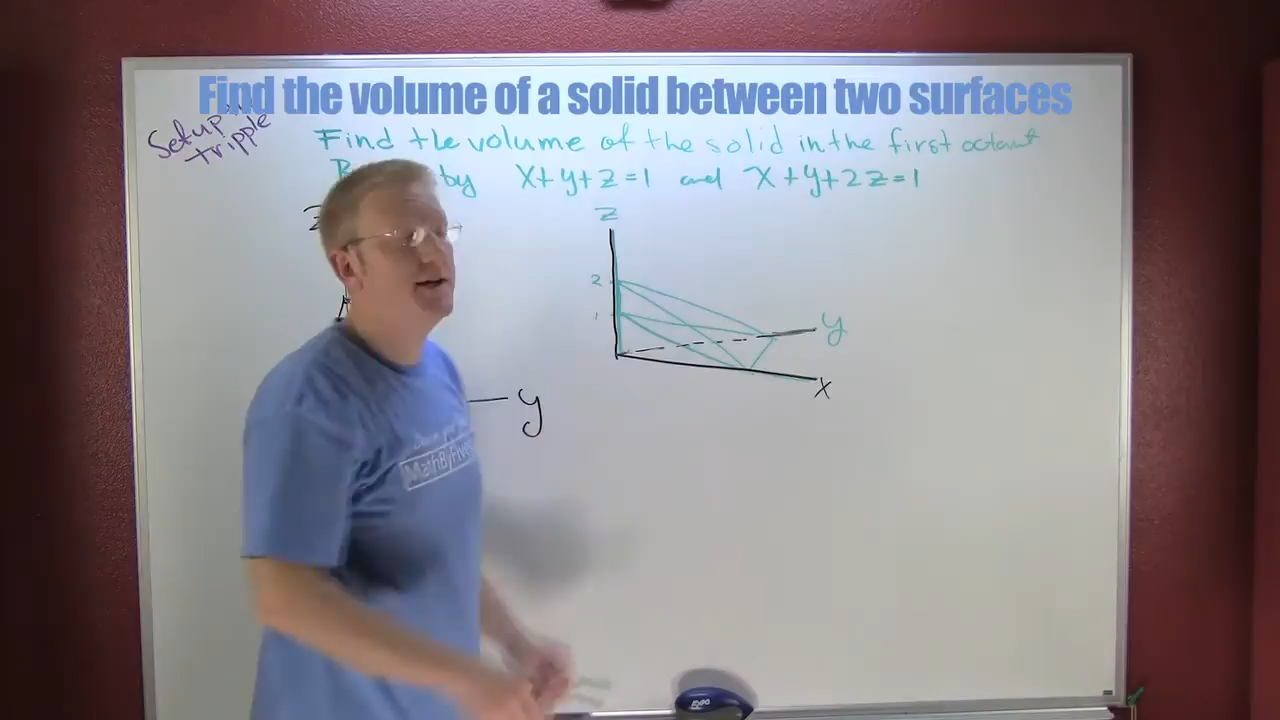 Find the volume of a solid between two surfaces
Setup
tripple
Find the volume of the solid in the first octant
by x+y+z=1 and x+y+2z=1
z
2
1
y
x
y
MathByFives